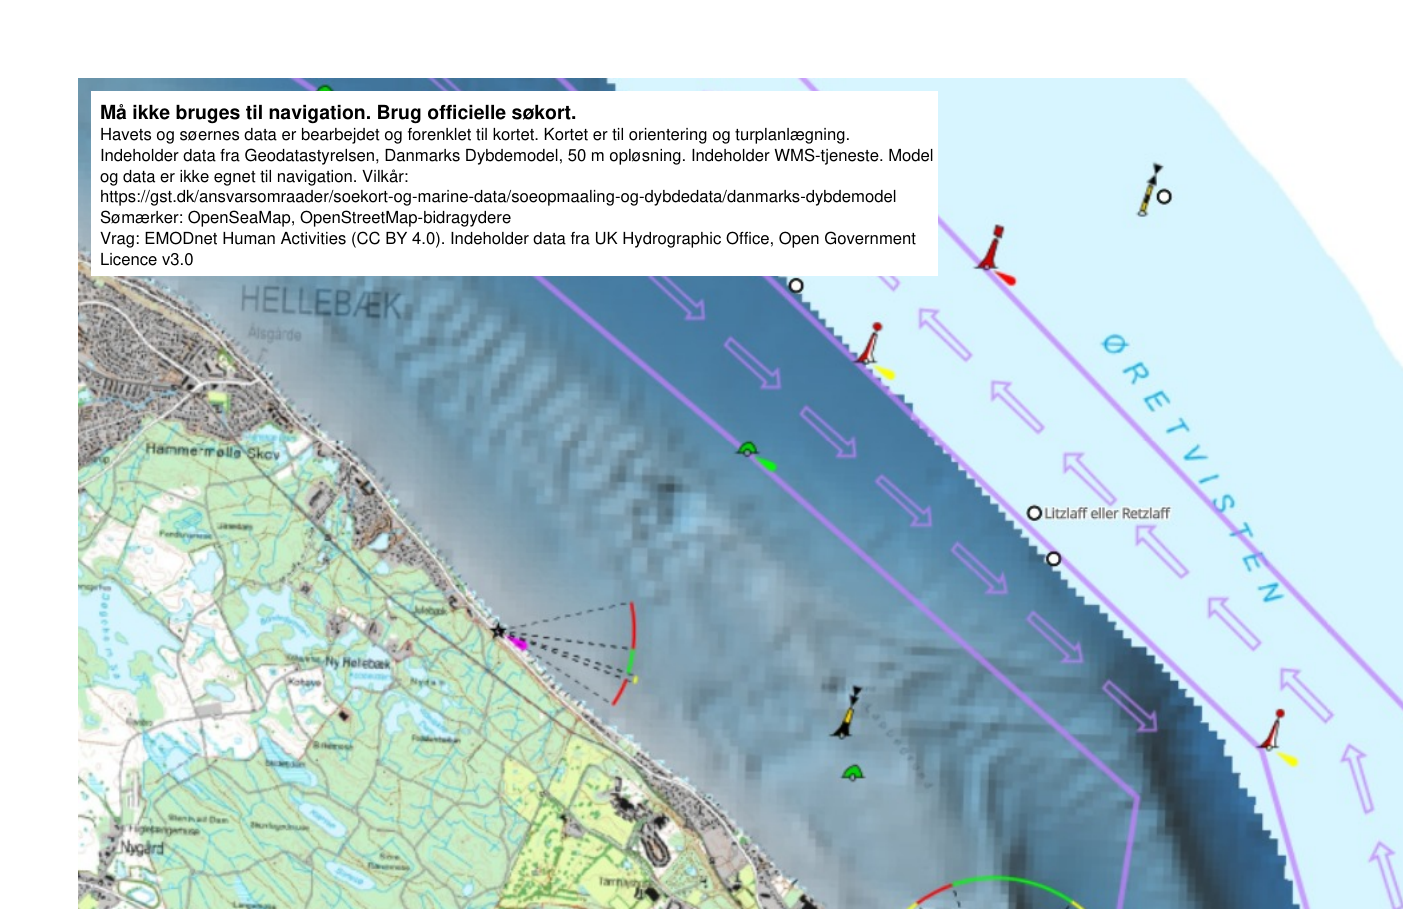 Må ikke bruges til navigation. Brug officielle søkort.
Havets og søernes data er bearbejdet og forenklet til kortet. Kortet er til orientering og turplanlægning.
Indeholder data fra Geodatastyrelsen, Danmarks Dybdemodel, 50 m opløsning. Indeholder WMS-tjeneste. Model
og data er ikke egnet til navigation. Vilkår:
https://gst.dk/ansvarsomraader/soekort-og-marine-data/soeopmaaling-og-dybdedata/danmarks-dybdemodel
Sømærker: OpenSeaMap, OpenStreetMap-bidragydere
Vrag: EMODnet Human Activities (CC BY 4.0). Indeholder data fra UK Hydrographic Office, Open Government
Licence v3.0
HELLEBÆK
Ålsgårde
ØRETVISTEN
Hammermølle Skov
Litzlaff eller Retzlaff
Julebæk
Ny Hellebæk
Nygård